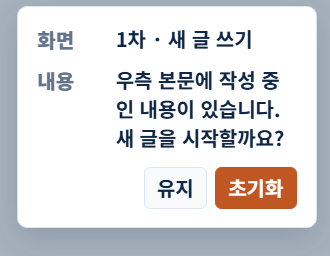 화면 1차 · 새 글 쓰기
내용 우측 본문에 작성 중
인 내용이 있습니다.
새 글을 시작할까요?
유지 초기화